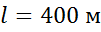 l = 400 м